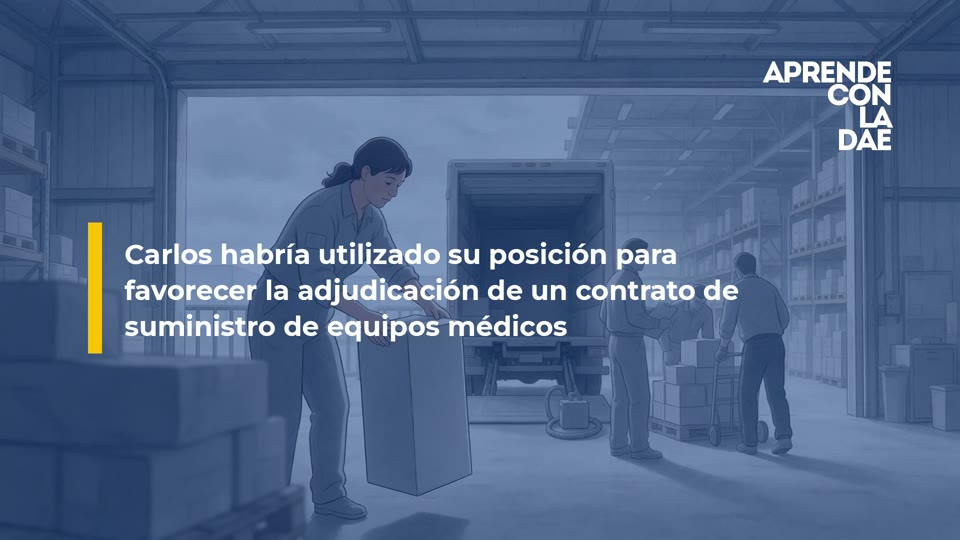 APRENDE
CON
LA
DAE
Carlos habría utilizado su posición para
favorecer la adjudicación de un contrato de
suministro de equipos médicos